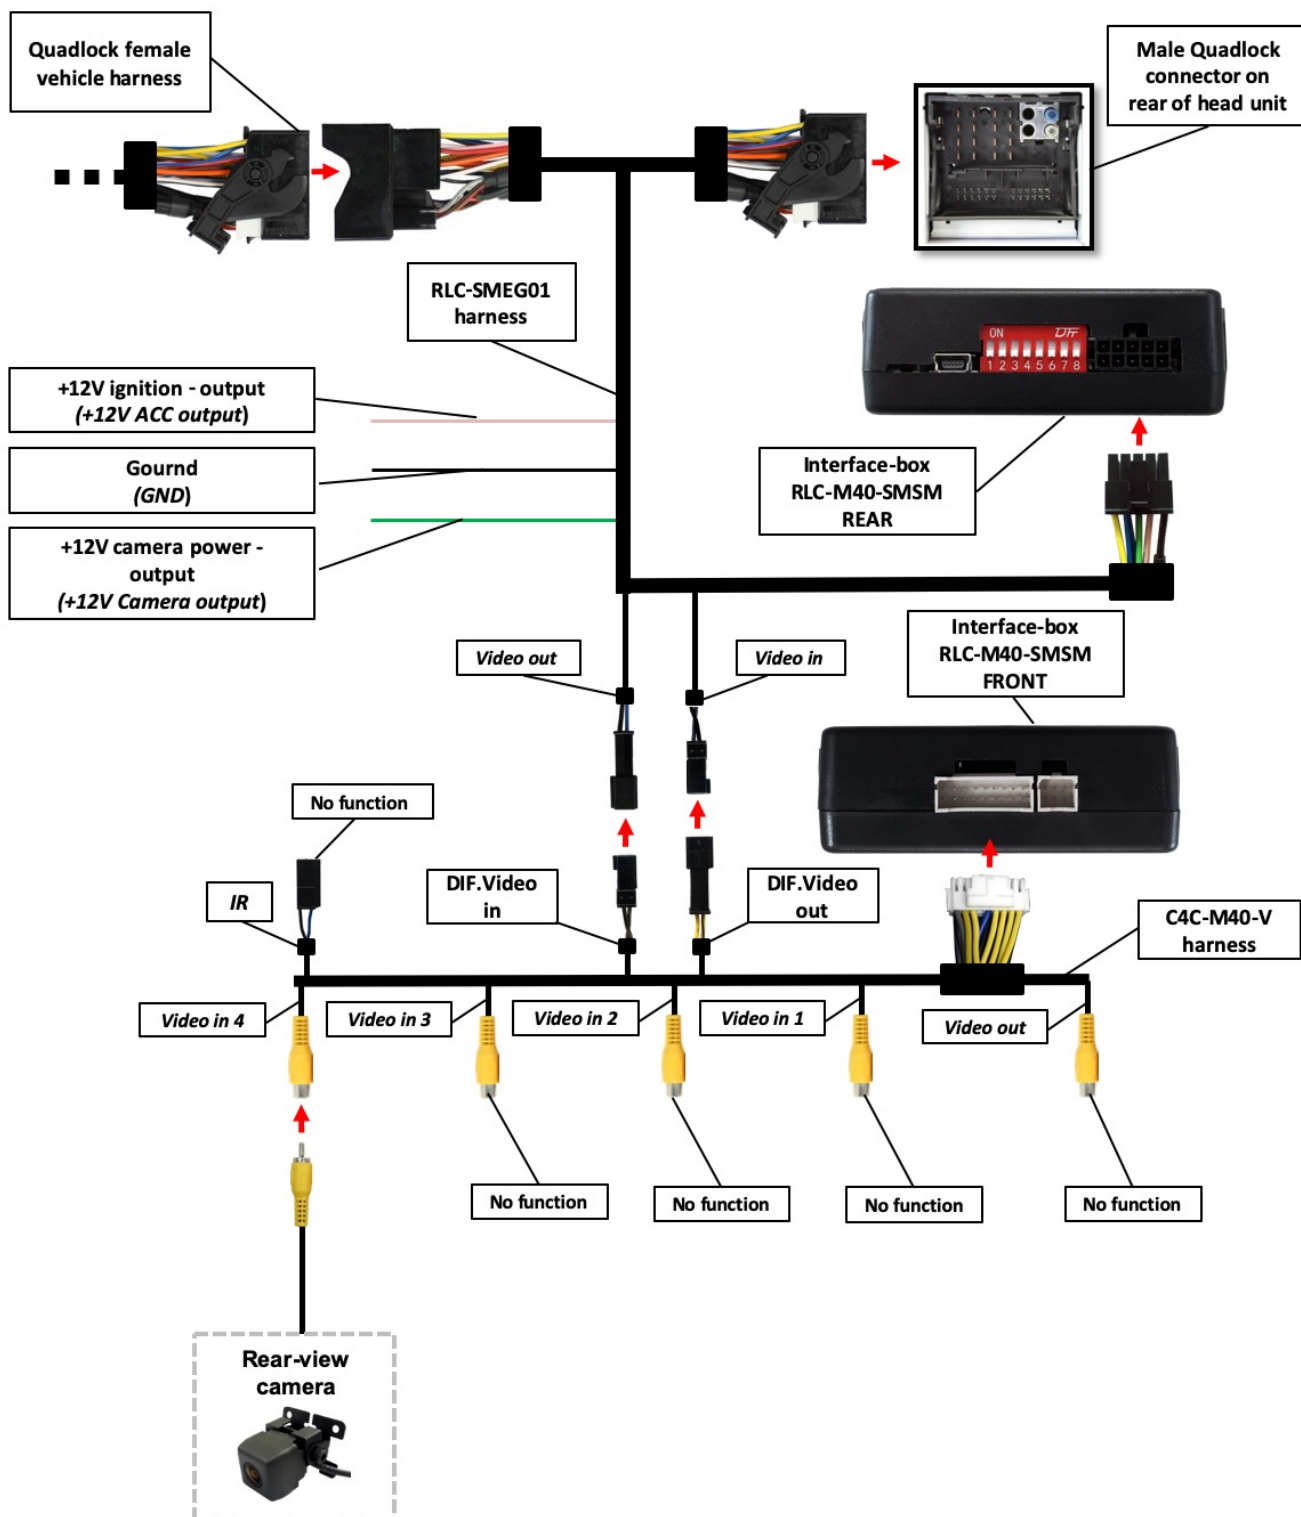 Quadlock female
vehicle harness
Male Quadlock
connector on
rear of head unit
RLC-SMEG01
harness
ON
DTF
1 2 3 4 5 6 7 8
+12V ignition - output
(+12V ACC output)
Gournd
(GND)
+12V camera power -
output
(+12V Camera output)
Interface-box
RLC-M40-SMSM
REAR
Interface-box
RLC-M40-SMSM
FRONT
Video out
Video in
No function
IR
DIF.Video
in
DIF.Video
out
C4C-M40-V
harness
Video in 4
Video in 3
Video in 2
Video in 1
Video out
No function
No function
No function
No function
Rear-view
camera